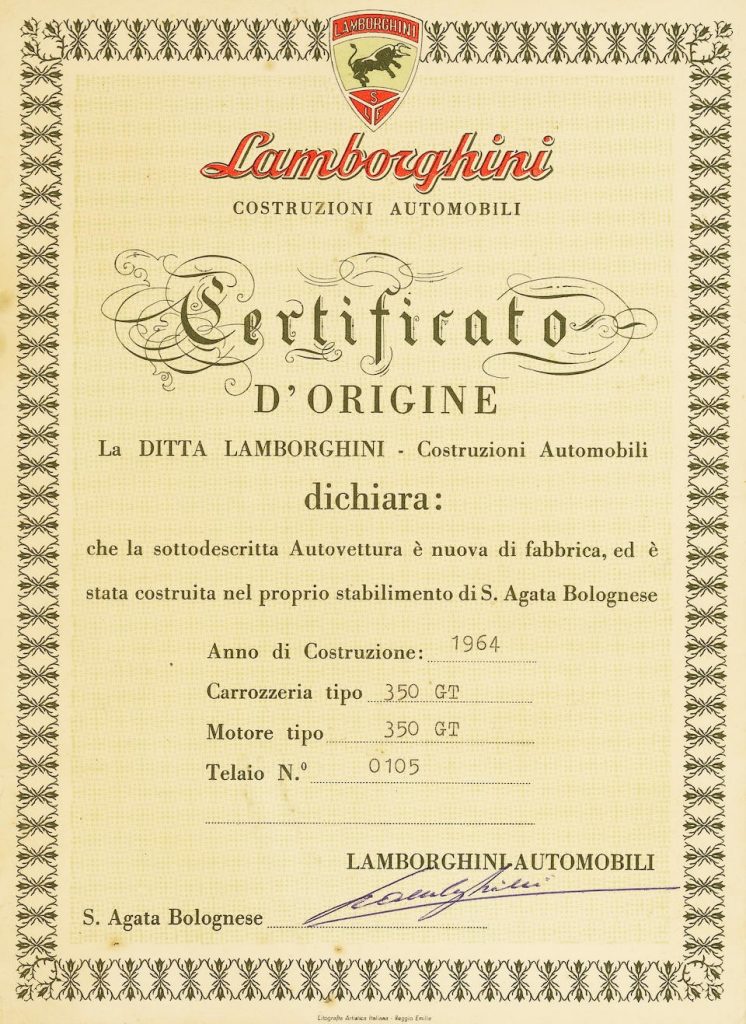 LAMBORGHINI
S
L F
Lamborghini
COSTRUZIONI AUTOMOBILI
Certificato
D'ORIGINE
La DITTA LAMBORGHINI - Costruzioni Automobili
dichiara:
che la sottodescritta Autovettura è nuova di fabbrica, ed è
stata costruita nel proprio stabilimento di S. Agata Bolognese
Anno di Costruzione: 1964
Carrozzeria tipo 350 GT
Motore tipo 350 GT
Telaio N.º 0105
LAMBORGHINI AUTOMOBILI
Lamborghini
S. Agata Bolognese
Litografia Artistica Italiana - Reggio Emilia